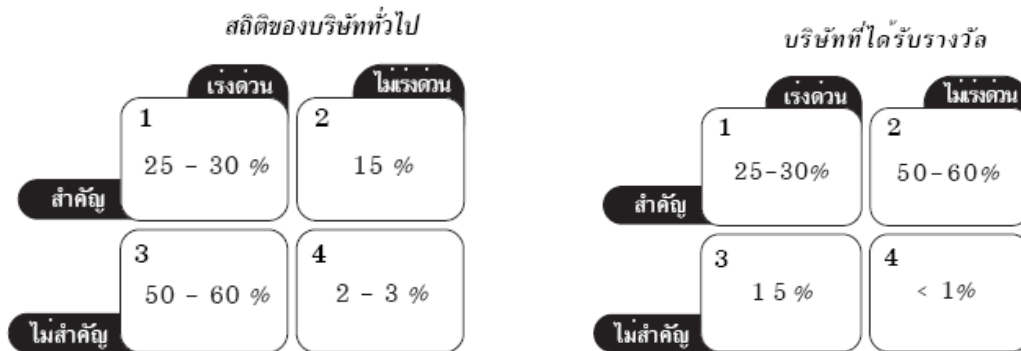 สถิติของบริษัททั่วไป
เร่งด่วน ไม่เร่งด่วน
1 2
25 - 30 % 15 %
สำคัญ
3 4
50 - 60 % 2 - 3 %
ไม่สำคัญ
บริษัทที่ได้รับรางวัล
เร่งด่วน ไม่เร่งด่วน
1 2
25-30% 50-60%
สำคัญ
3 4
15% < 1%
ไม่สำคัญ